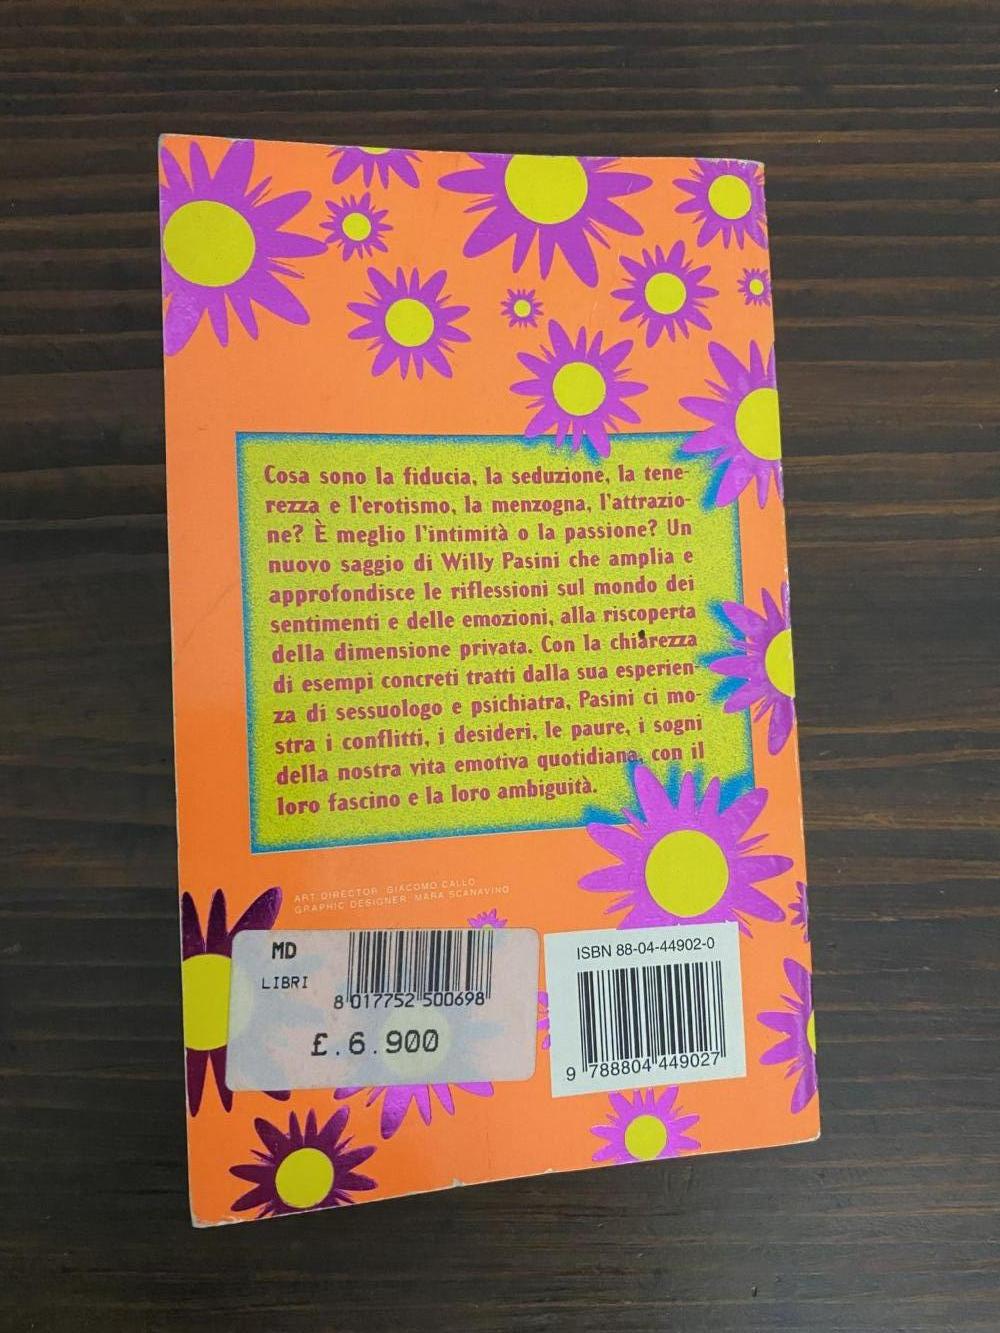 Cosa sono la fiducia, la seduzione, la tene-
rezza e l'erotismo, la menzogna, l'attrazio-
ne? È meglio l'intimità o la passione? Un
nuovo saggio di Willy Pasini che amplia e
approfondisce le riflessioni sul mondo dei
sentimenti e delle emozioni, alla riscoperta
della dimensione privata. Con la chiarezza
di esempi concreti tratti dalla sua esperien-
za di sessuologo e psichiatra, Pasini ci mo-
stra i conflitti, i desideri, le paure, i sogni
della nostra vita emotiva quotidiana, con il
loro fascino e la loro ambiguità.
ART DIRECTOR: GIACOMO CALLO
GRAPHIC DESIGNER: MARA SCANAVINO
MD
LIBRI
8 017752 500698
£.6.900
ISBN 88-04-44902-0
9 788804 449027